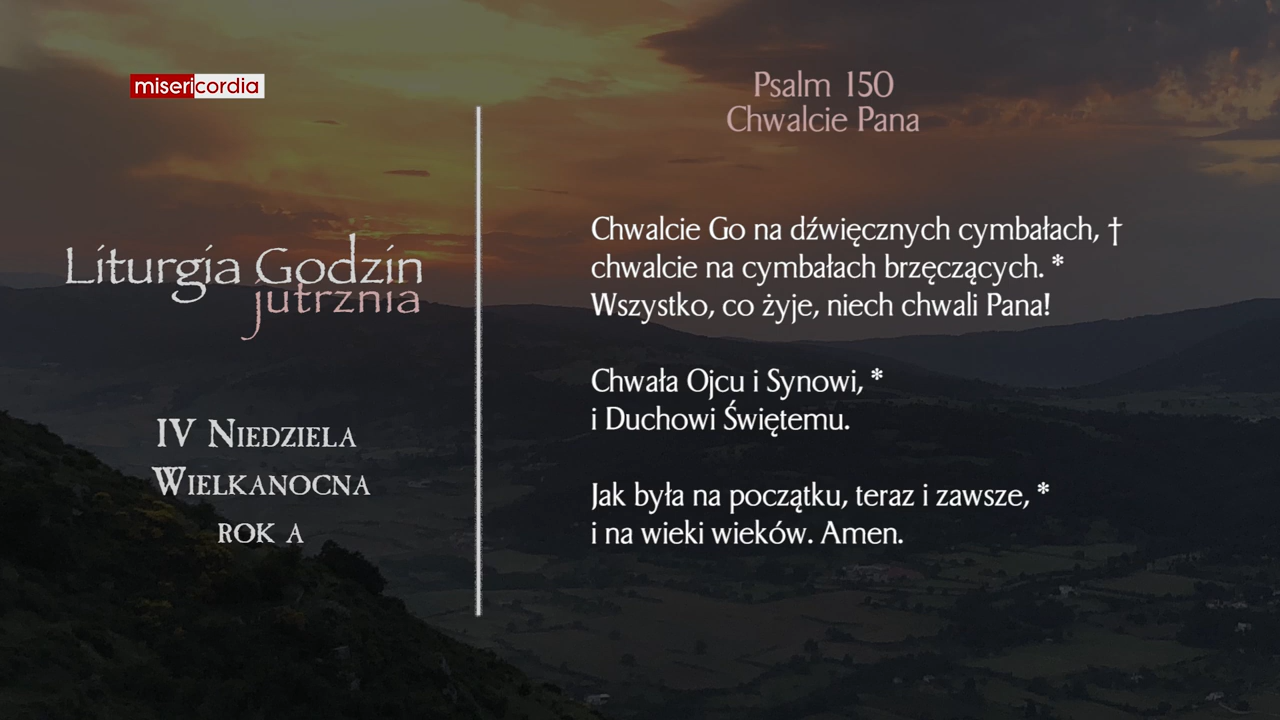 misericordia
Liturgia Godzin
jutrznia
IV Niedziela
Wielkanocna
rok A
Psalm 150
Chwalcie Pana
Chwalcie Go na dźwięcznych cymbałach, †
chwalcie na cymbałach brzęczących. *
Wszystko, co żyje, niech chwali Pana!
Chwała Ojcu i Synowi, *
i Duchowi Świętemu.
Jak była na początku, teraz i zawsze, *
i na wieki wieków. Amen.